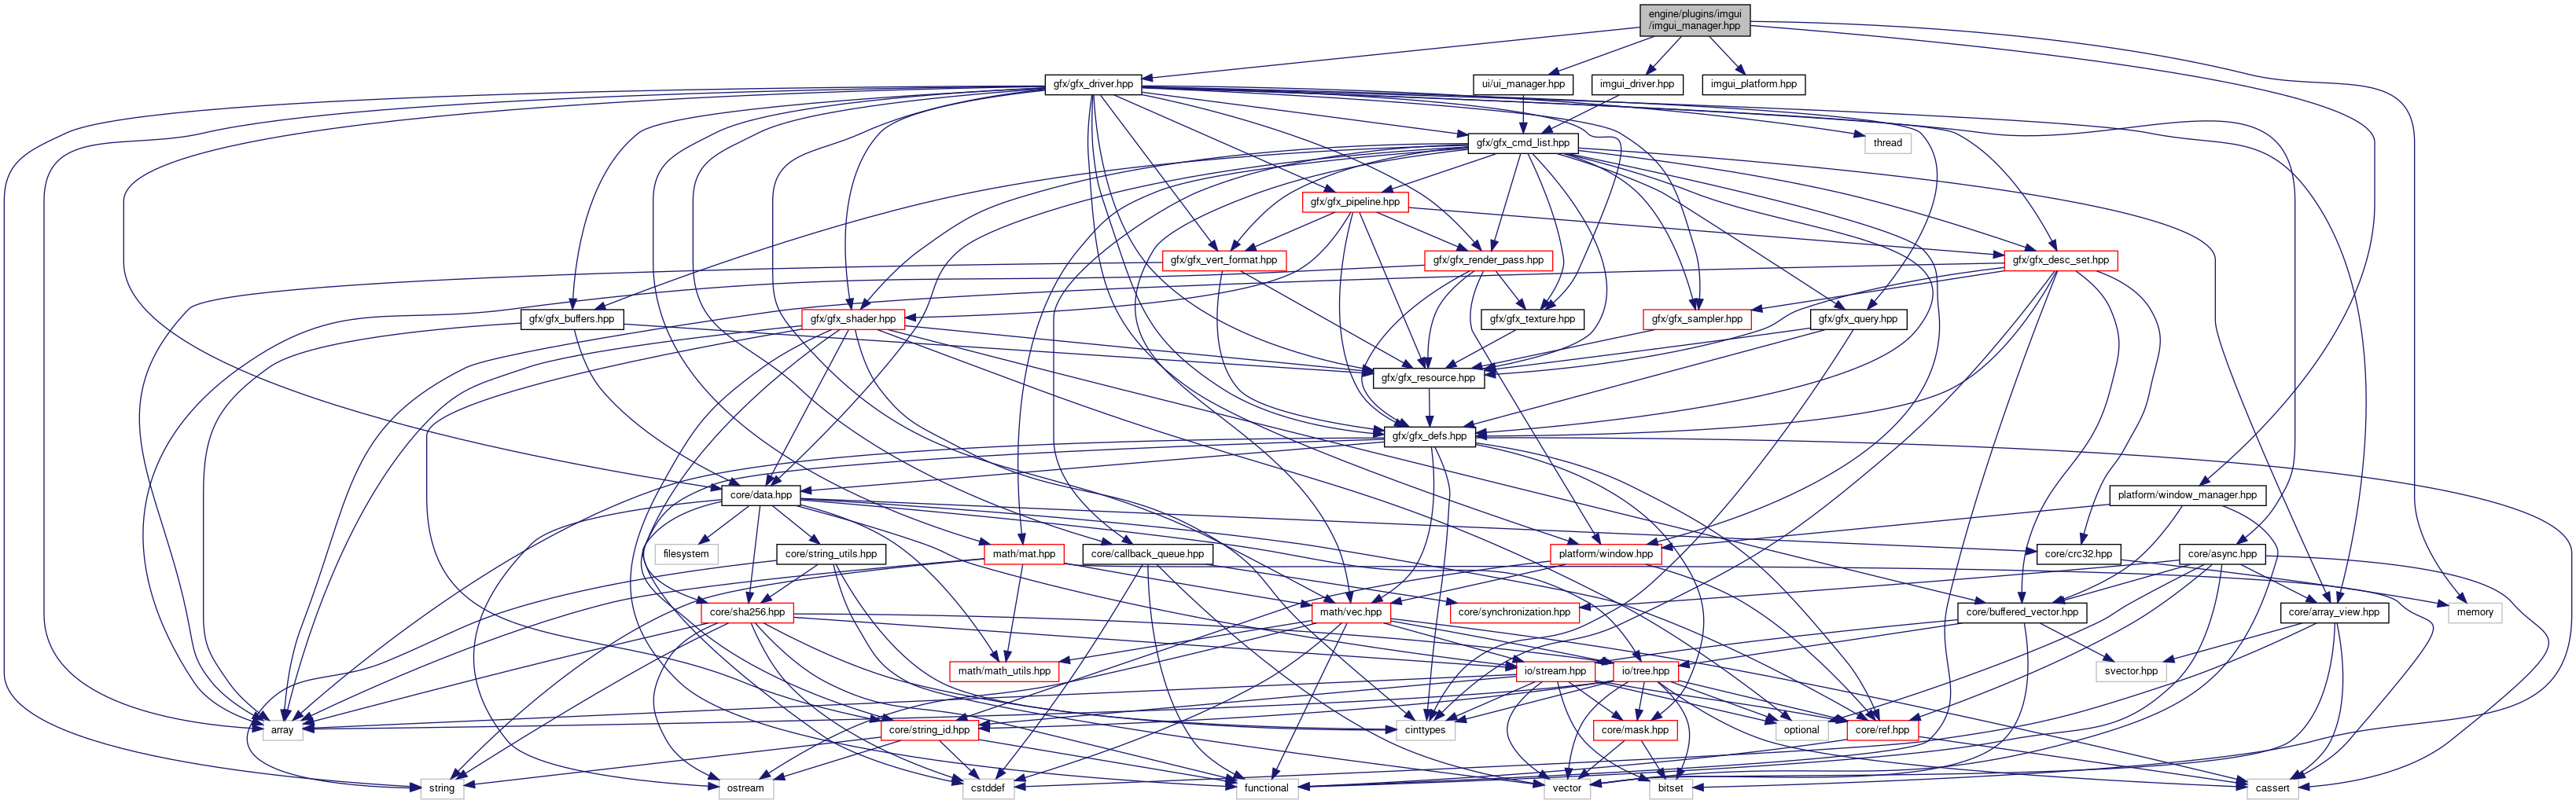 engine/plugins/imgui
/imgui_manager.hpp
gfx/gfx_driver.hpp
ui/ui_manager.hpp
imgui_driver.hpp
imgui_platform.hpp
gfx/gfx_cmd_list.hpp
thread
gfx/gfx_pipeline.hpp
gfx/gfx_vert_format.hpp
gfx/gfx_render_pass.hpp
gfx/gfx_desc_set.hpp
gfx/gfx_buffers.hpp
gfx/gfx_shader.hpp
gfx/gfx_texture.hpp
gfx/gfx_sampler.hpp
gfx/gfx_query.hpp
gfx/gfx_resource.hpp
gfx/gfx_defs.hpp
core/data.hpp
platform/window_manager.hpp
filesystem
core/string_utils.hpp
math/mat.hpp
core/callback_queue.hpp
platform/window.hpp
core/crc32.hpp
core/async.hpp
core/sha256.hpp
math/vec.hpp
core/synchronization.hpp
core/buffered_vector.hpp
core/array_view.hpp
memory
math/math_utils.hpp
io/stream.hpp
io/tree.hpp
svector.hpp
array
core/string_id.hpp
cinttypes
core/mask.hpp
optional
core/ref.hpp
string
ostream
cstddef
functional
vector
bitset
cassert